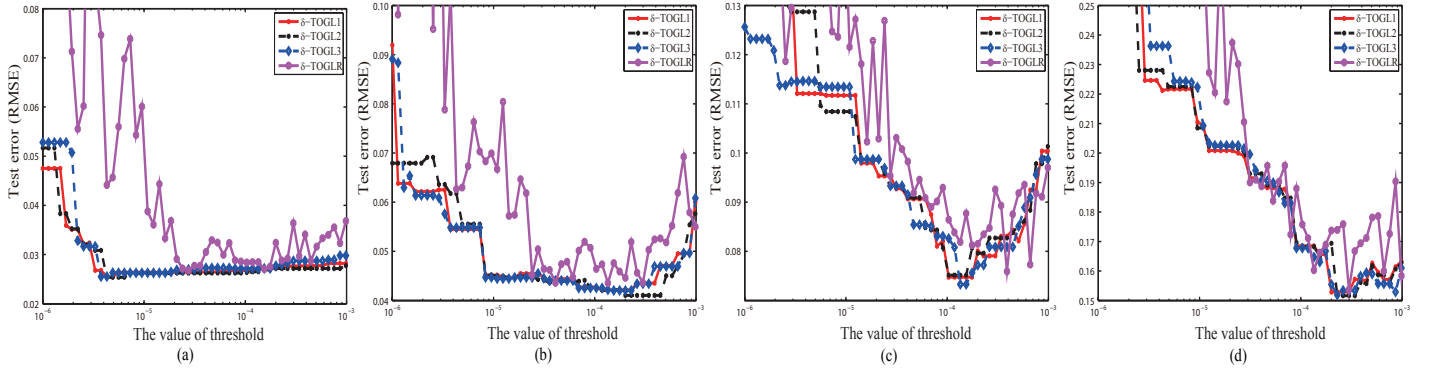 0.08
0.07
0.06
0.05
0.04
0.03
0.02
Test error (RMSE)
10^-6
10^-5
10^-4
10^-3
The value of threshold
(a)
δ−TOGL1
δ−TOGL2
δ−TOGL3
δ−TOGLR
0.10
0.09
0.08
0.07
0.06
0.05
0.04
Test error (RMSE)
10^-6
10^-5
10^-4
10^-3
The value of threshold
(b)
δ−TOGL1
δ−TOGL2
δ−TOGL3
δ−TOGLR
0.13
0.12
0.11
0.1
0.09
0.08
Test error (RMSE)
10^-6
10^-5
10^-4
10^-3
The value of threshold
(c)
δ−TOGL1
δ−TOGL2
δ−TOGL3
δ−TOGLR
0.25
0.24
0.23
0.22
0.21
0.20
0.19
0.18
0.17
0.16
0.15
Test error (RMSE)
10^-6
10^-5
10^-4
10^-3
The value of threshold
(d)
δ−TOGL1
δ−TOGL2
δ−TOGL3
δ−TOGLR